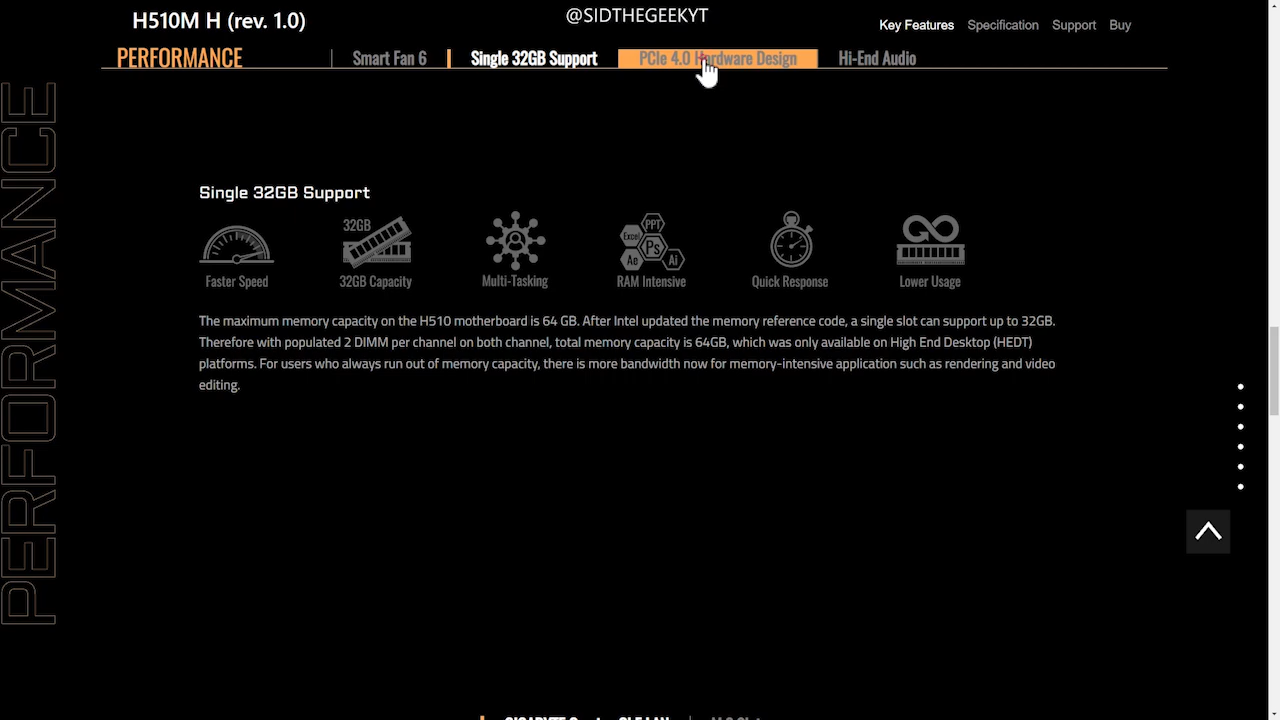 H510M H (rev. 1.0)
@SIDTHEGEEKYT
Key Features Specification Support Buy
PERFORMANCE Smart Fan 6 Single 32GB Support PCIe 4.0 Hardware Design Hi-End Audio
PERFORMANCE
Single 32GB Support
32GB
Excel PPT Ps Ae Ai
Faster Speed 32GB Capacity Multi-Tasking RAM Intensive Quick Response Lower Usage
The maximum memory capacity on the H510 motherboard is 64 GB. After Intel updated the memory reference code, a single slot can support up to 32GB.
Therefore with populated 2 DIMM per channel on both channel, total memory capacity is 64GB, which was only available on High End Desktop (HEDT)
platforms. For users who always run out of memory capacity, there is more bandwidth now for memory-intensive application such as rendering and video
editing.